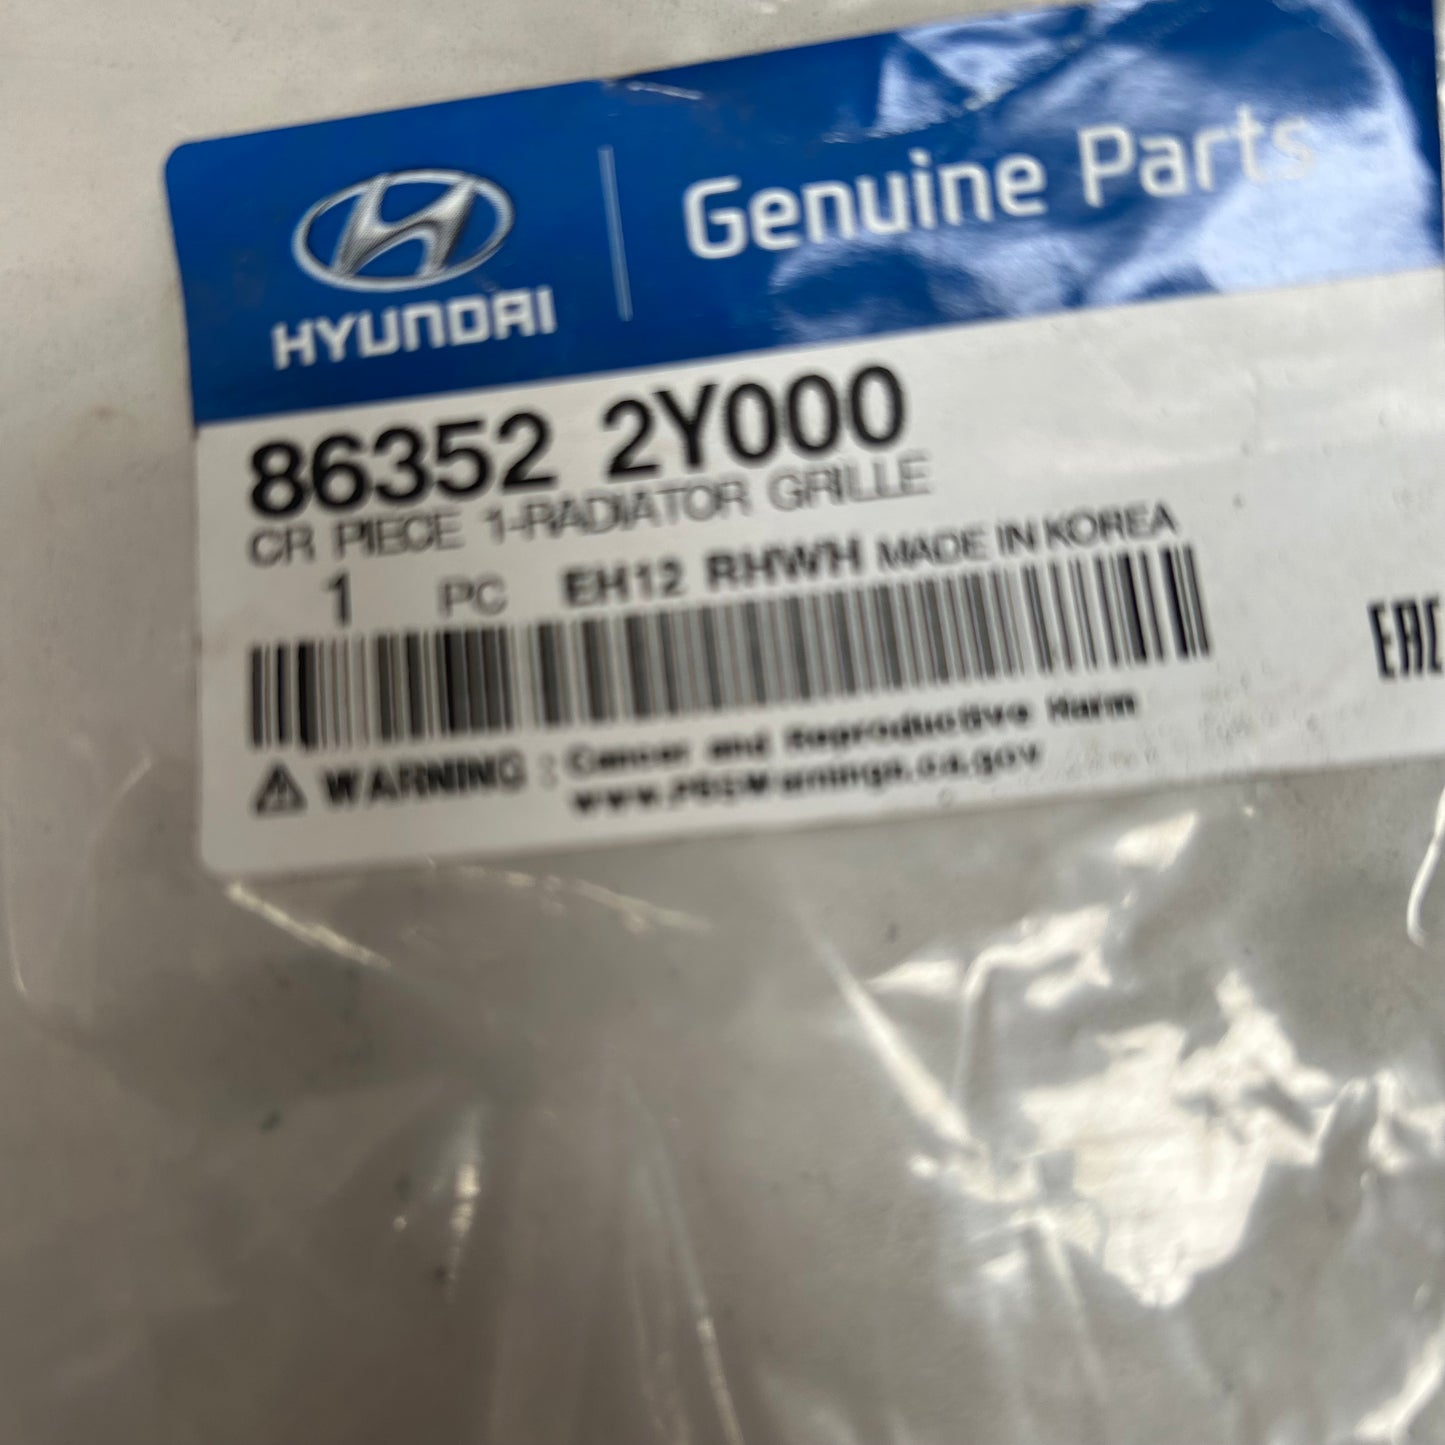 HYUNDAI
Genuine Parts
86352 2Y000
CR PIECE 1-RADIATOR GRILLE
1 PC EH12 RHWH MADE IN KOREA
EAC
⚠ WARNING : Cancer and Reproductive Harm
www.P65Warnings.ca.gov